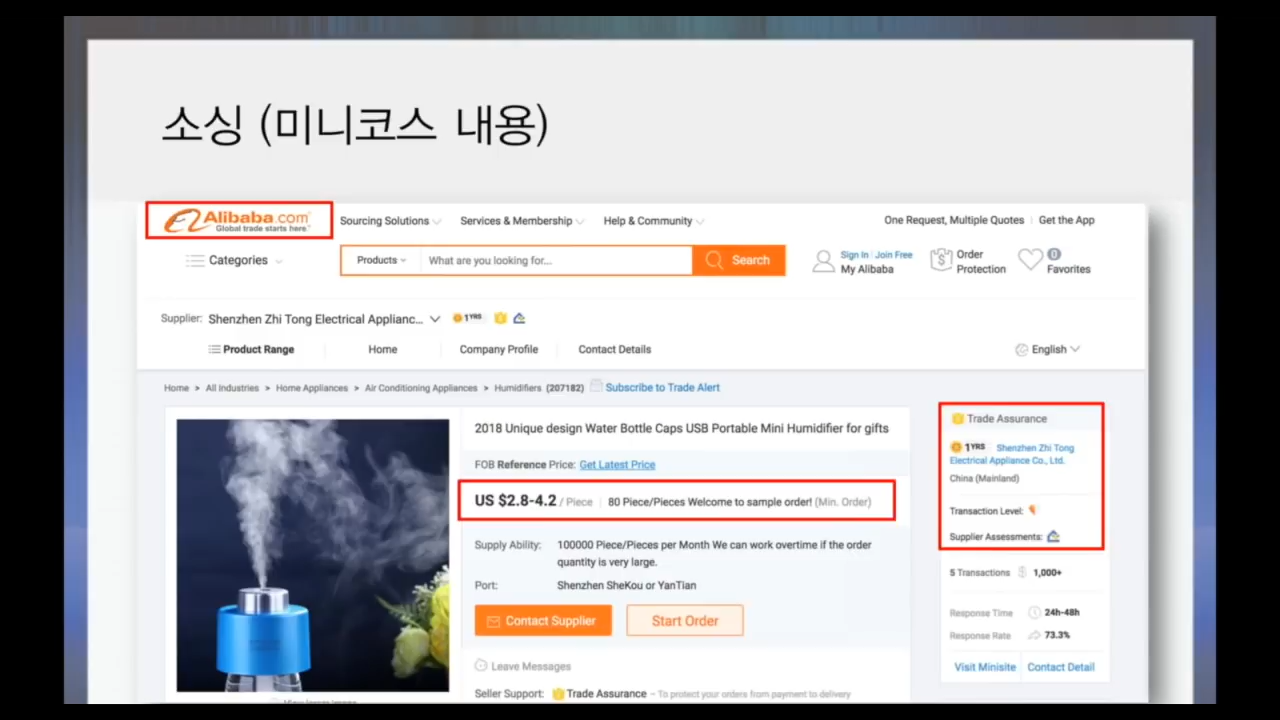 소싱 (미니코스 내용)
Alibaba.com
Global trade starts here.™
Sourcing Solutions Services & Membership Help & Community One Request, Multiple Quotes Get the App
Categories Products What are you looking for... Search Sign In Join Free My Alibaba Order Protection 0 Favorites
Supplier: Shenzhen Zhi Tong Electrical Applianc... 1YRS
Product Range Home Company Profile Contact Details English
Home > All Industries > Home Appliances > Air Conditioning Appliances > Humidifiers (207182) Subscribe to Trade Alert
2018 Unique design Water Bottle Caps USB Portable Mini Humidifier for gifts
FOB Reference Price: Get Latest Price
US $2.8-4.2 / Piece 80 Piece/Pieces Welcome to sample order! (Min. Order)
Supply Ability: 100000 Piece/Pieces per Month We can work overtime if the order
quantity is very large.
Port: Shenzhen SheKou or YanTian
Contact Supplier Start Order
Leave Messages
Seller Support: Trade Assurance – To protect your orders from payment to delivery
Trade Assurance
1YRS Shenzhen Zhi Tong
Electrical Appliance Co., Ltd.
China (Mainland)
Transaction Level:
Supplier Assessments:
5 Transactions $ 1,000+
Response Time 24h-48h
Response Rate 73.3%
Visit Minisite Contact Detail